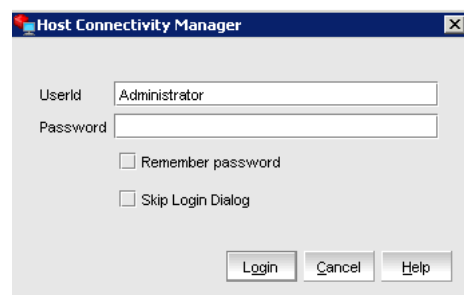 Host Connectivity Manager
UserId Administrator
Password
Remember password
Skip Login Dialog
Login Cancel Help